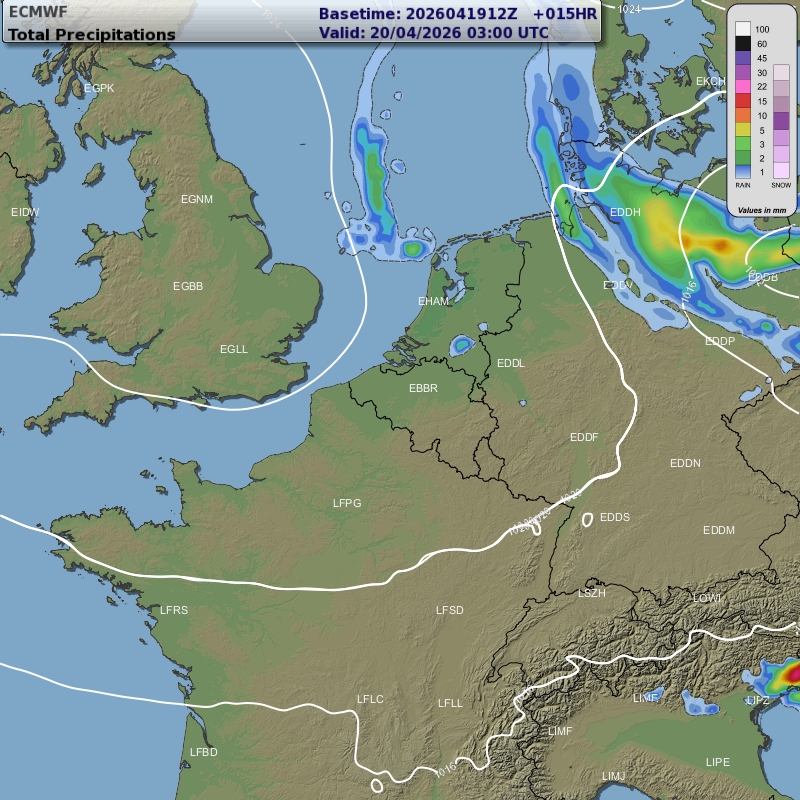 ECMWF
Basetime: 2026041912Z +015HR
Total Precipitations
Valid: 20/04/2026 03:00 UTC
1024
1024
100
60
45
30
22
15
10
5
3
2
1
RAIN
SNOW
Values in mm
EGPK
EKCH
EGNM
EIDW
EDDH
EGBB
EDDV
EDDB
1016
EHAM
EGLL
EDDP
EDDL
EBBR
EDDF
EDDN
LFPG
1020
EDDS
EDDM
LSZH
LOWI
LFRS
LFSD
LFLC
LFLL
LIME
LIPZ
LIMF
LFBD
LIPE
1016
LIMJ